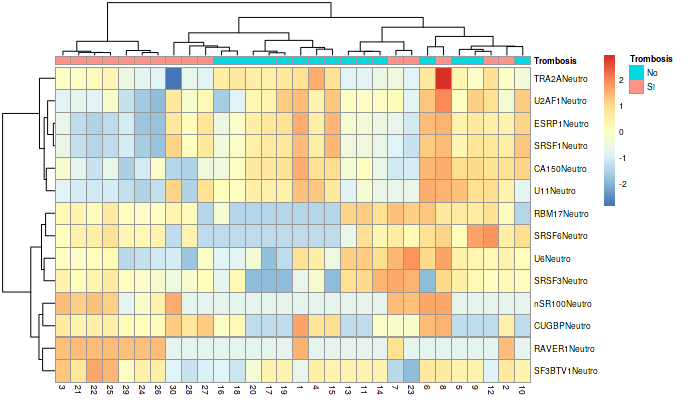 Trombosis
TRA2ANeutro
U2AF1Neutro
ESRP1Neutro
SRSF1Neutro
CA150Neutro
U11Neutro
RBM17Neutro
SRSF6Neutro
U6Neutro
SRSF3Neutro
nSR100Neutro
CUGBPNeutro
RAVER1Neutro
SF3BTV1Neutro
3 21 22 25 29 24 26 30 28 27 16 18 20 17 19 1 4 15 13 11 14 7 23 6 8 5 9 12 2 10
2
1
0
-1
-2
Trombosis
No
SI